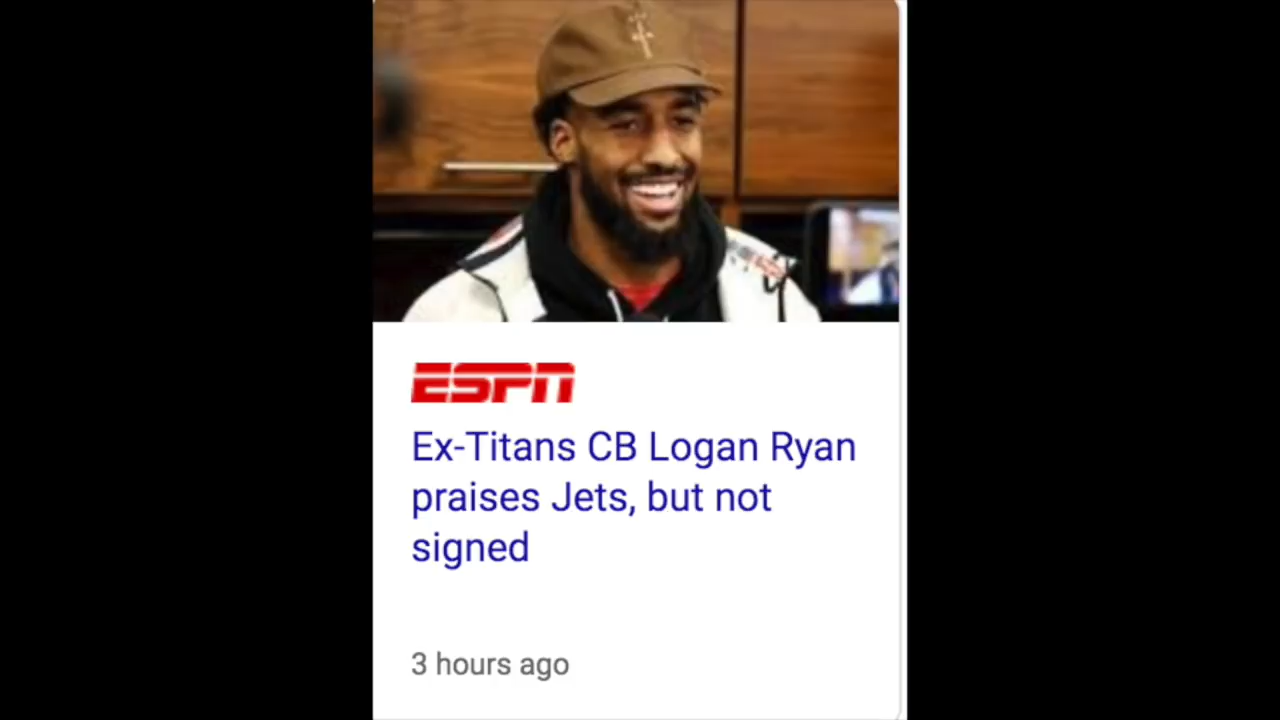 ESPN
Ex-Titans CB Logan Ryan
praises Jets, but not
signed
3 hours ago